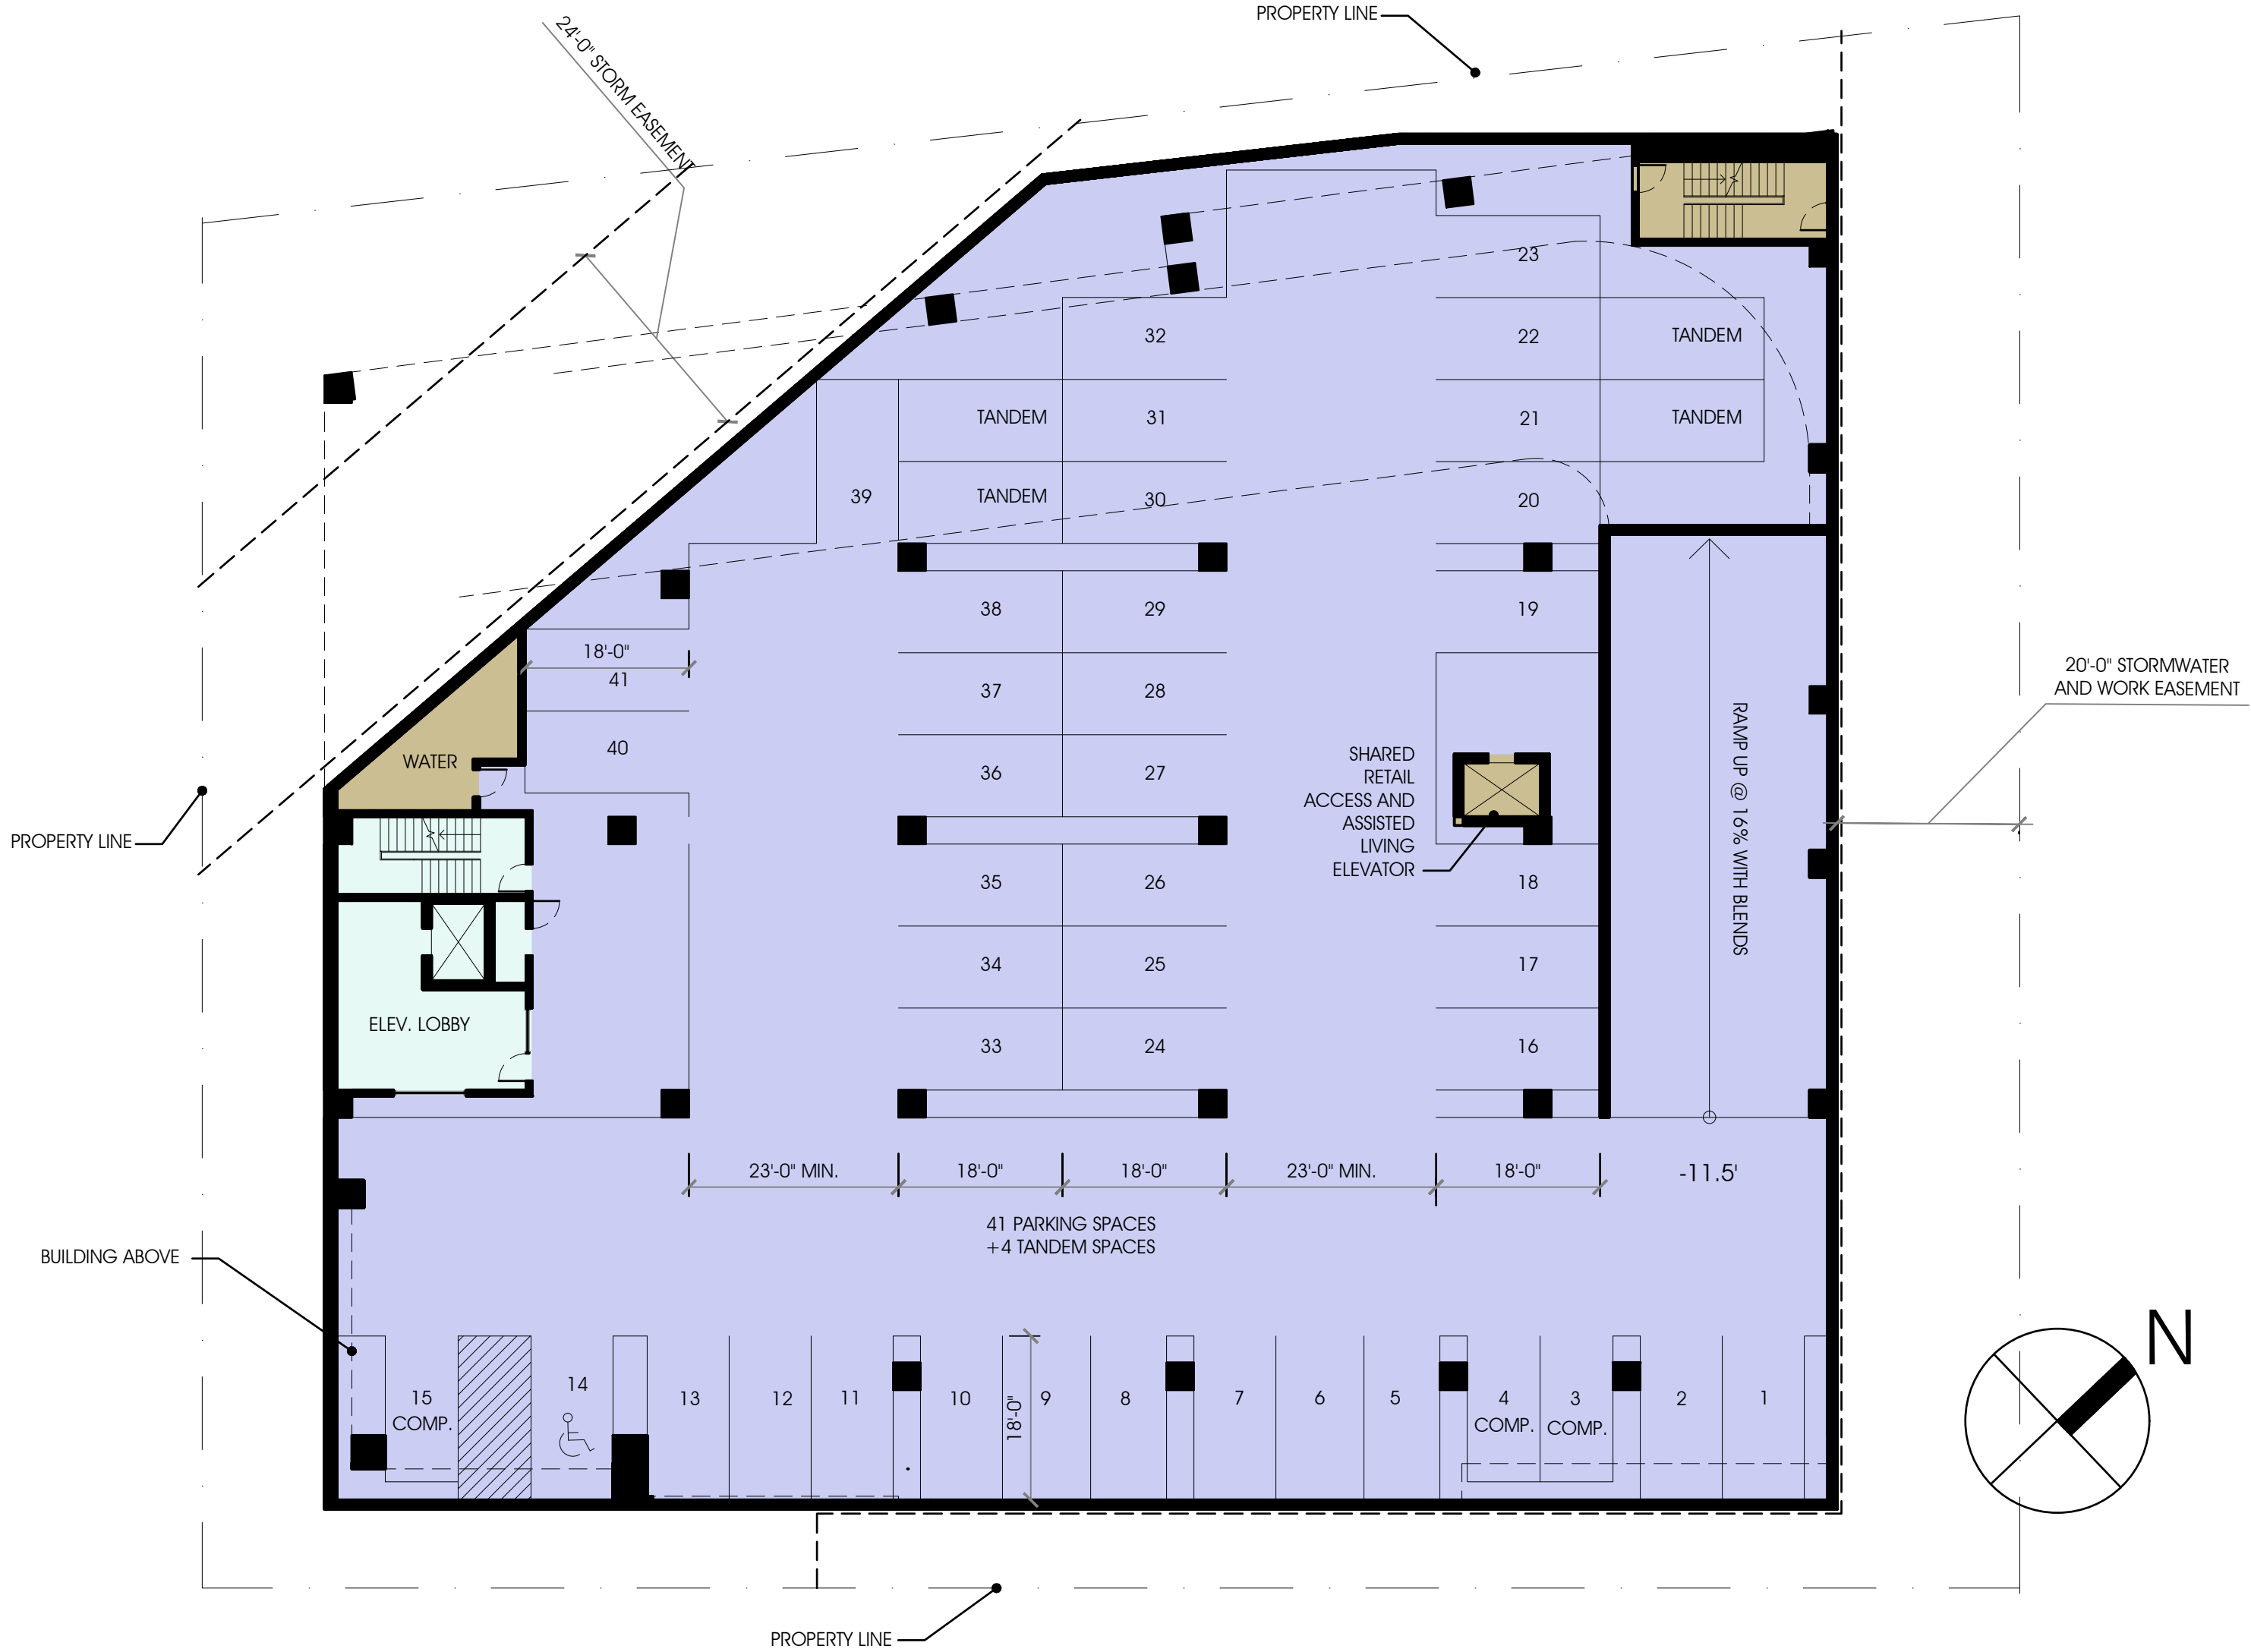 PROPERTY LINE
24'-0" STORM EASEMENT
23
32
22
TANDEM
TANDEM
31
21
TANDEM
39
TANDEM
30
20
38
29
19
18'-0"
41
37
28
20'-0" STORMWATER
AND WORK EASEMENT
40
WATER
36
27
SHARED
RETAIL
ACCESS AND
ASSISTED
LIVING
ELEVATOR
RAMP UP @ 16% WITH BLENDS
PROPERTY LINE
35
26
18
34
25
17
ELEV. LOBBY
33
24
16
23'-0" MIN.
18'-0"
18'-0"
23'-0" MIN.
18'-0"
-11.5'
41 PARKING SPACES
+4 TANDEM SPACES
BUILDING ABOVE
N
15
COMP.
14
13
12
11
10
18'-0"
9
8
7
6
5
4
COMP.
3
COMP.
2
1
PROPERTY LINE